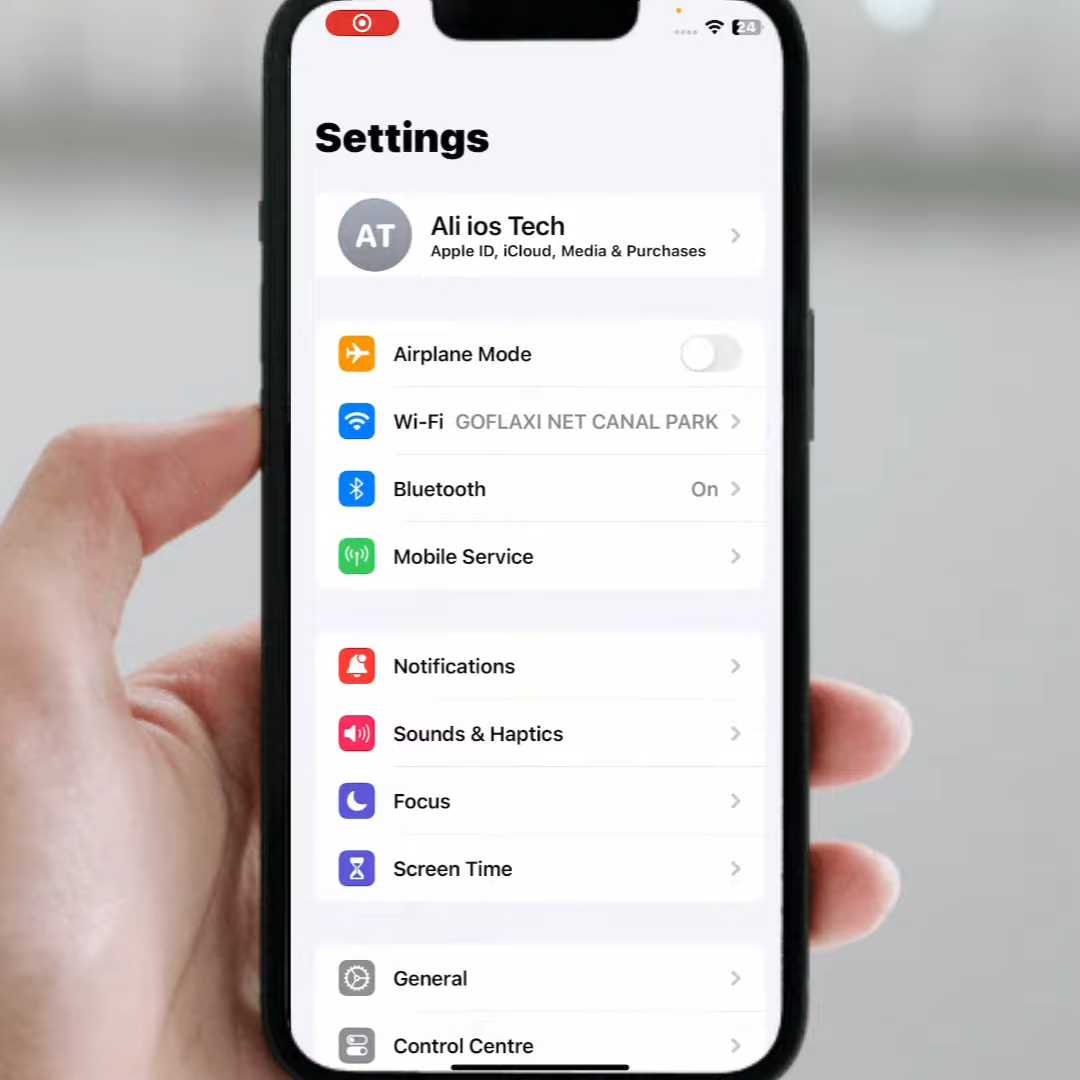 24
Settings
AT
Ali ios Tech
Apple ID, iCloud, Media & Purchases
Airplane Mode
Wi-Fi GOFLAXI NET CANAL PARK
Bluetooth On
Mobile Service
Notifications
Sounds & Haptics
Focus
Screen Time
General
Control Centre